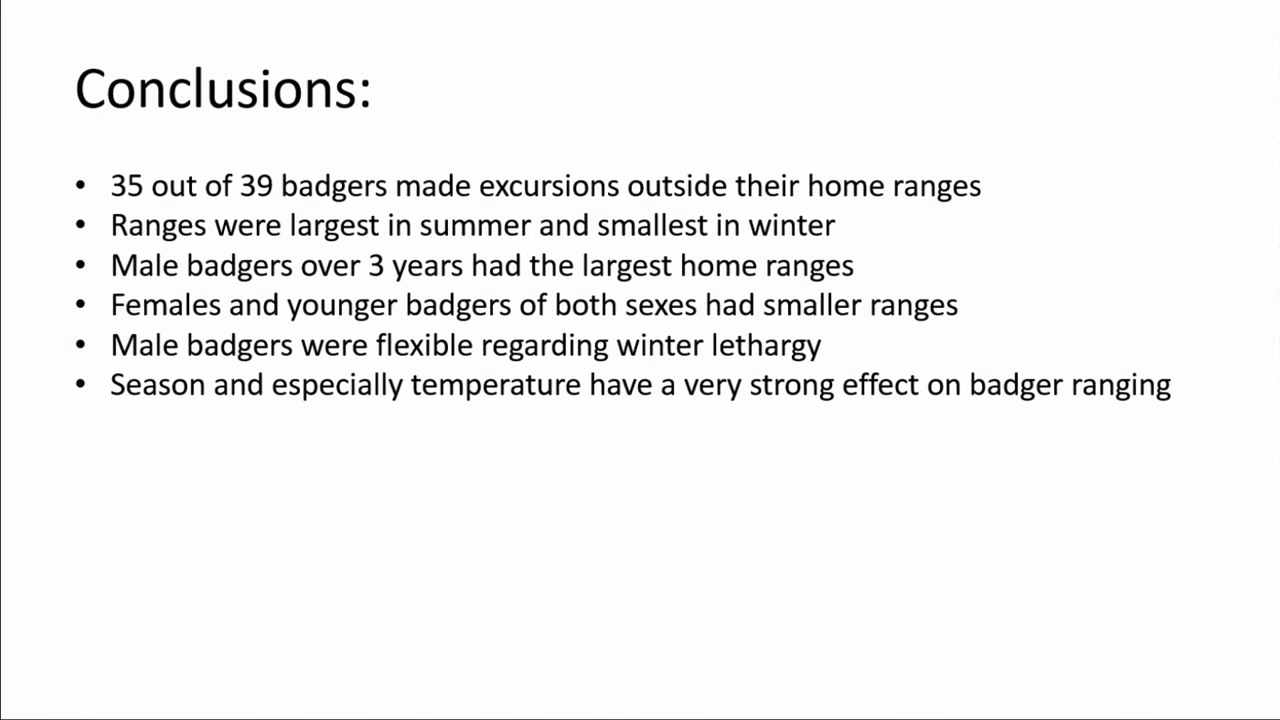 Conclusions:
• 35 out of 39 badgers made excursions outside their home ranges
• Ranges were largest in summer and smallest in winter
• Male badgers over 3 years had the largest home ranges
• Females and younger badgers of both sexes had smaller ranges
• Male badgers were flexible regarding winter lethargy
• Season and especially temperature have a very strong effect on badger ranging